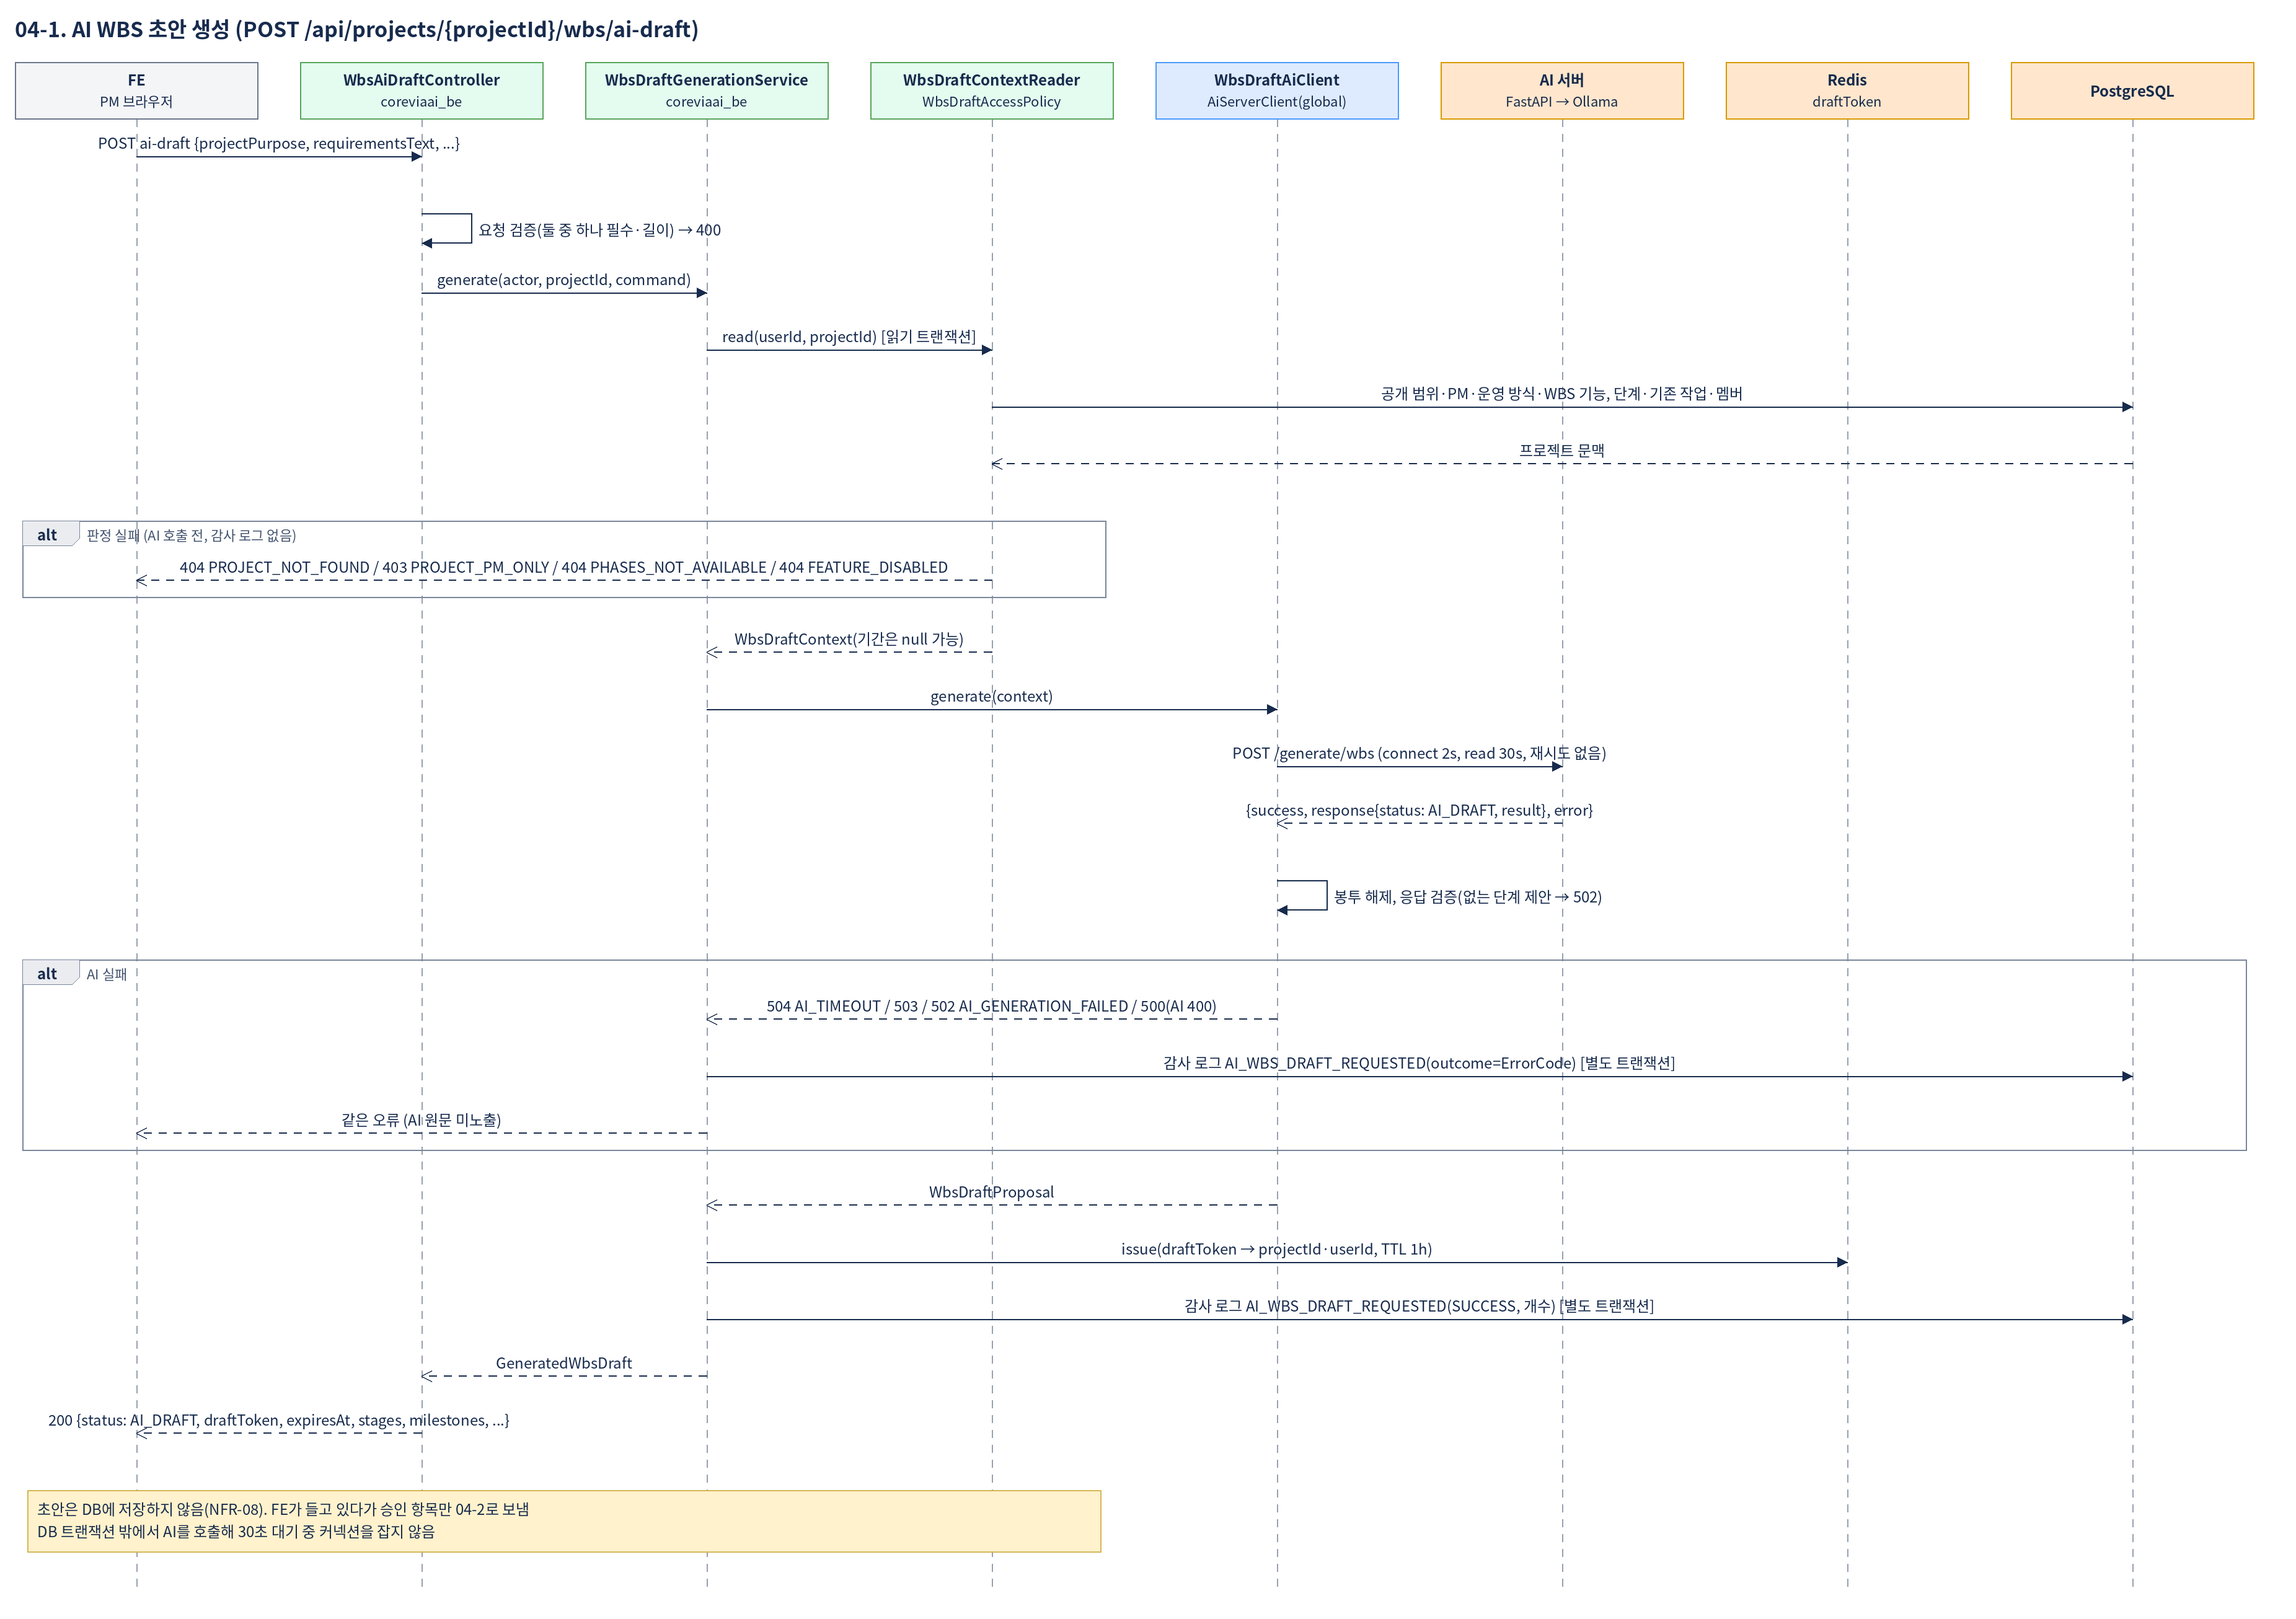 04-1. AI WBS 초안 생성 (POST /api/projects/{projectId}/wbs/ai-draft)
FE
PM 브라우저
WbsAiDraftController
coreviaai_be
WbsDraftGenerationService
coreviaai_be
WbsDraftContextReader
WbsDraftAccessPolicy
WbsDraftAiClient
AiServerClient(global)
AI 서버
FastAPI → Ollama
Redis
draftToken
PostgreSQL
POST ai-draft {projectPurpose, requirementsText, ...}
요청 검증(둘 중 하나 필수·길이) → 400
generate(actor, projectId, command)
read(userId, projectId) [읽기 트랜잭션]
공개 범위·PM·운영 방식·WBS 기능, 단계·기존 작업·멤버
프로젝트 문맥
alt
판정 실패 (AI 호출 전, 감사 로그 없음)
404 PROJECT_NOT_FOUND / 403 PROJECT_PM_ONLY / 404 PHASES_NOT_AVAILABLE / 404 FEATURE_DISABLED
WbsDraftContext(기간은 null 가능)
generate(context)
POST /generate/wbs (connect 2s, read 30s, 재시도 없음)
{success, response{status: AI_DRAFT, result}, error}
봉투 해제, 응답 검증(없는 단계 제안 → 502)
alt
AI 실패
504 AI_TIMEOUT / 503 / 502 AI_GENERATION_FAILED / 500(AI 400)
감사 로그 AI_WBS_DRAFT_REQUESTED(outcome=ErrorCode) [별도 트랜잭션]
같은 오류 (AI 원문 미노출)
WbsDraftProposal
issue(draftToken → projectId·userId, TTL 1h)
감사 로그 AI_WBS_DRAFT_REQUESTED(SUCCESS, 개수) [별도 트랜잭션]
GeneratedWbsDraft
200 {status: AI_DRAFT, draftToken, expiresAt, stages, milestones, ...}
초안은 DB에 저장하지 않음(NFR-08). FE가 들고 있다가 승인 항목만 04-2로 보냄
DB 트랜잭션 밖에서 AI를 호출해 30초 대기 중 커넥션을 잡지 않음